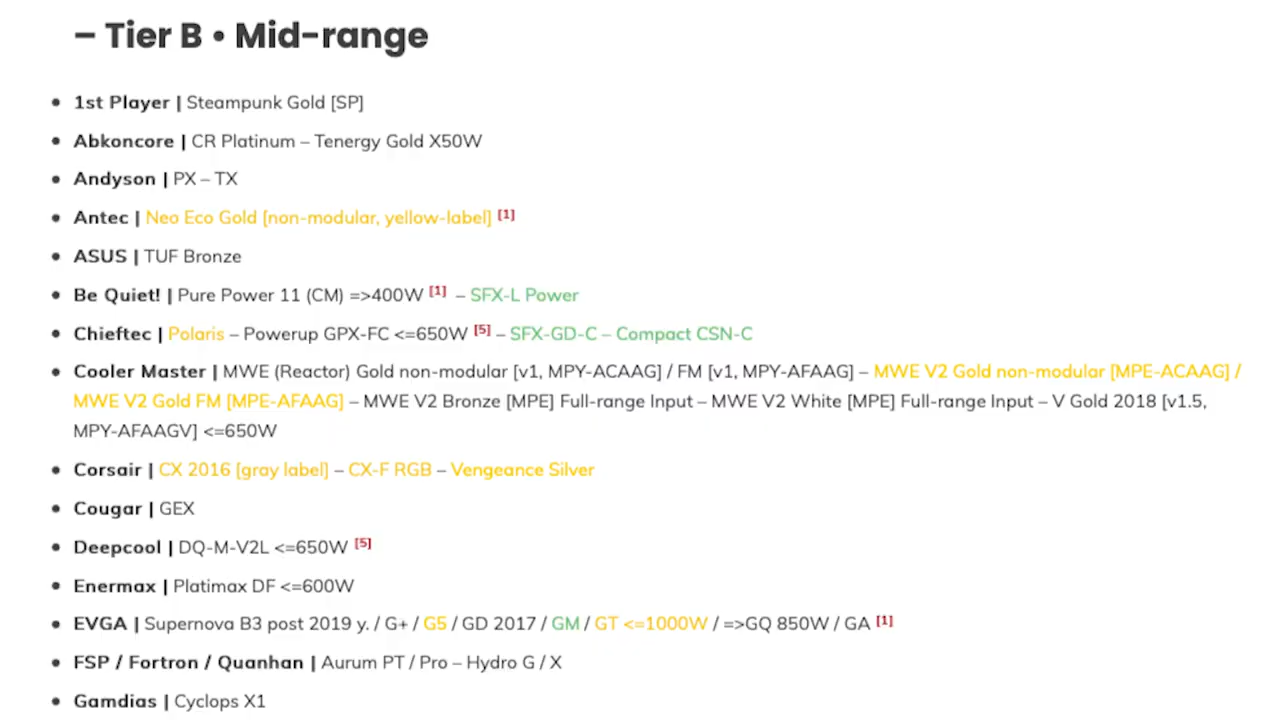 – Tier B • Mid-range
• 1st Player | Steampunk Gold [SP]
• Abkoncore | CR Platinum – Tenergy Gold X50W
• Andyson | PX – TX
• Antec | Neo Eco Gold [non-modular, yellow-label] [1]
• ASUS | TUF Bronze
• Be Quiet! | Pure Power 11 (CM) =>400W [1] – SFX-L Power
• Chieftec | Polaris – Powerup GPX-FC <=650W [5] – SFX-GD-C – Compact CSN-C
• Cooler Master | MWE (Reactor) Gold non-modular [v1, MPY-ACAAG] / FM [v1, MPY-AFAAG] – MWE V2 Gold non-modular [MPE-ACAAG] /
MWE V2 Gold FM [MPE-AFAAG] – MWE V2 Bronze [MPE] Full-range Input – MWE V2 White [MPE] Full-range Input – V Gold 2018 [v1.5,
MPY-AFAAGV] <=650W
• Corsair | CX 2016 [gray label] – CX-F RGB – Vengeance Silver
• Cougar | GEX
• Deepcool | DQ-M-V2L <=650W [5]
• Enermax | Platimax DF <=600W
• EVGA | Supernova B3 post 2019 y. / G+ / G5 / GD 2017 / GM / GT <=1000W / =>GQ 850W / GA [1]
• FSP / Fortron / Quanhan | Aurum PT / Pro – Hydro G / X
• Gamdias | Cyclops X1